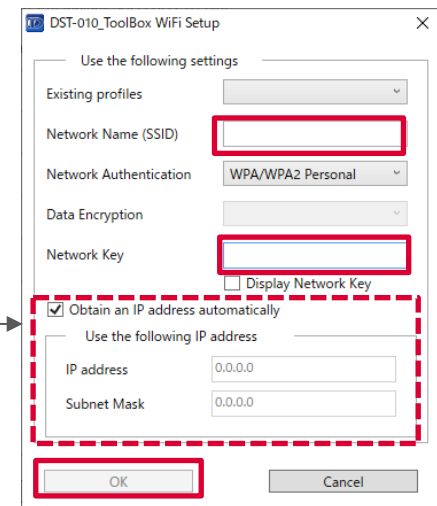 DST-010_ToolBox WiFi Setup
Use the following settings
Existing profiles
Network Name (SSID)
Network Authentication WPA/WPA2 Personal
Data Encryption
Network Key
Display Network Key
Obtain an IP address automatically
Use the following IP address
IP address 0.0.0.0
Subnet Mask 0.0.0.0
OK Cancel